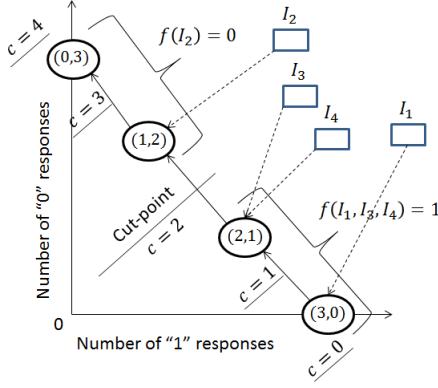 c = 4
(0,3)
f(I₂) = 0
I₂
I₃
I₄
I₁
c = 3
(1,2)
Number of “0” responses
Cut-point
c = 2
f(I₁, I₃, I₄) = 1
(2,1)
c = 1
(3,0)
0
Number of “1” responses
c = 0